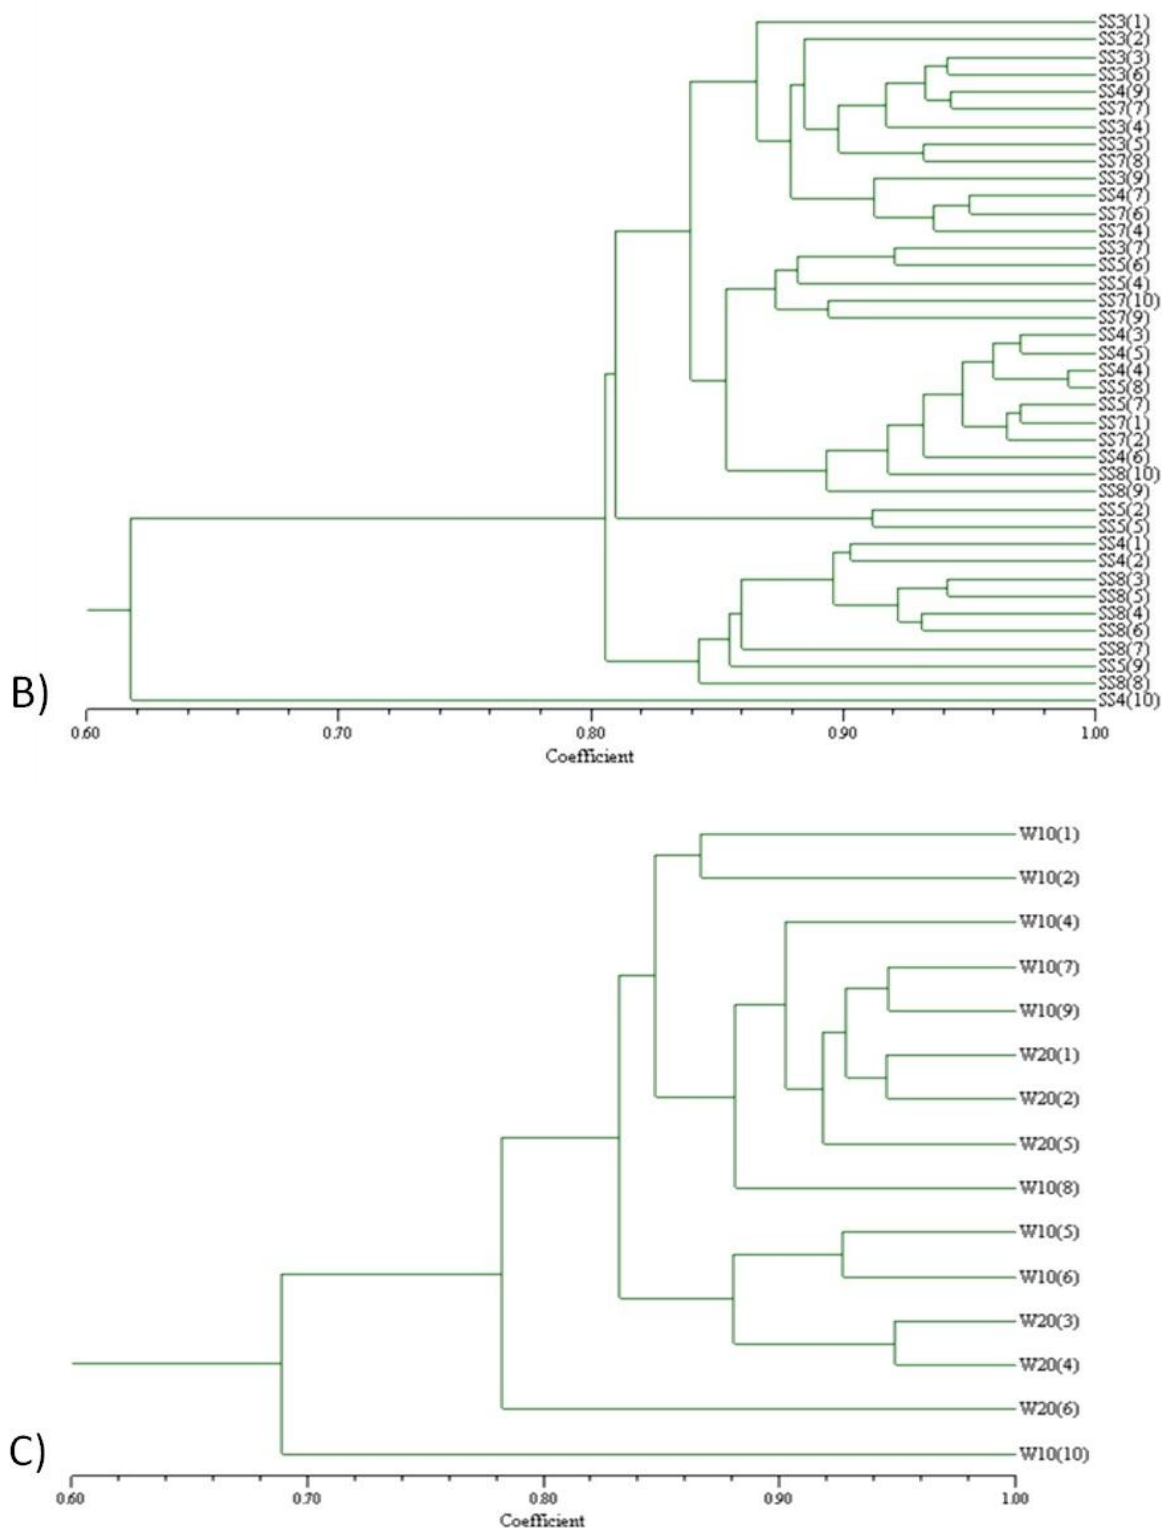 SS3(1)
SS3(2)
SS3(3)
SS3(6)
SS4(9)
SS7(7)
SS3(4)
SS3(5)
SS7(8)
SS3(9)
SS4(7)
SS7(6)
SS7(4)
SS3(7)
SS5(6)
SS5(4)
SS7(10)
SS7(9)
SS4(3)
SS4(5)
SS4(4)
SS5(8)
SS5(7)
SS7(1)
SS7(2)
SS4(6)
SS8(10)
SS8(9)
SS5(2)
SS5(5)
SS4(1)
SS4(2)
SS8(3)
SS8(5)
SS8(4)
SS8(6)
SS8(7)
SS5(9)
SS8(8)
SS4(10)
B)
0.60 0.70 0.80 0.90 1.00
Coefficient
W10(1)
W10(2)
W10(4)
W10(7)
W10(9)
W20(1)
W20(2)
W20(5)
W10(8)
W10(5)
W10(6)
W20(3)
W20(4)
W20(6)
W10(10)
C)
0.60 0.70 0.80 0.90 1.00
Coefficient